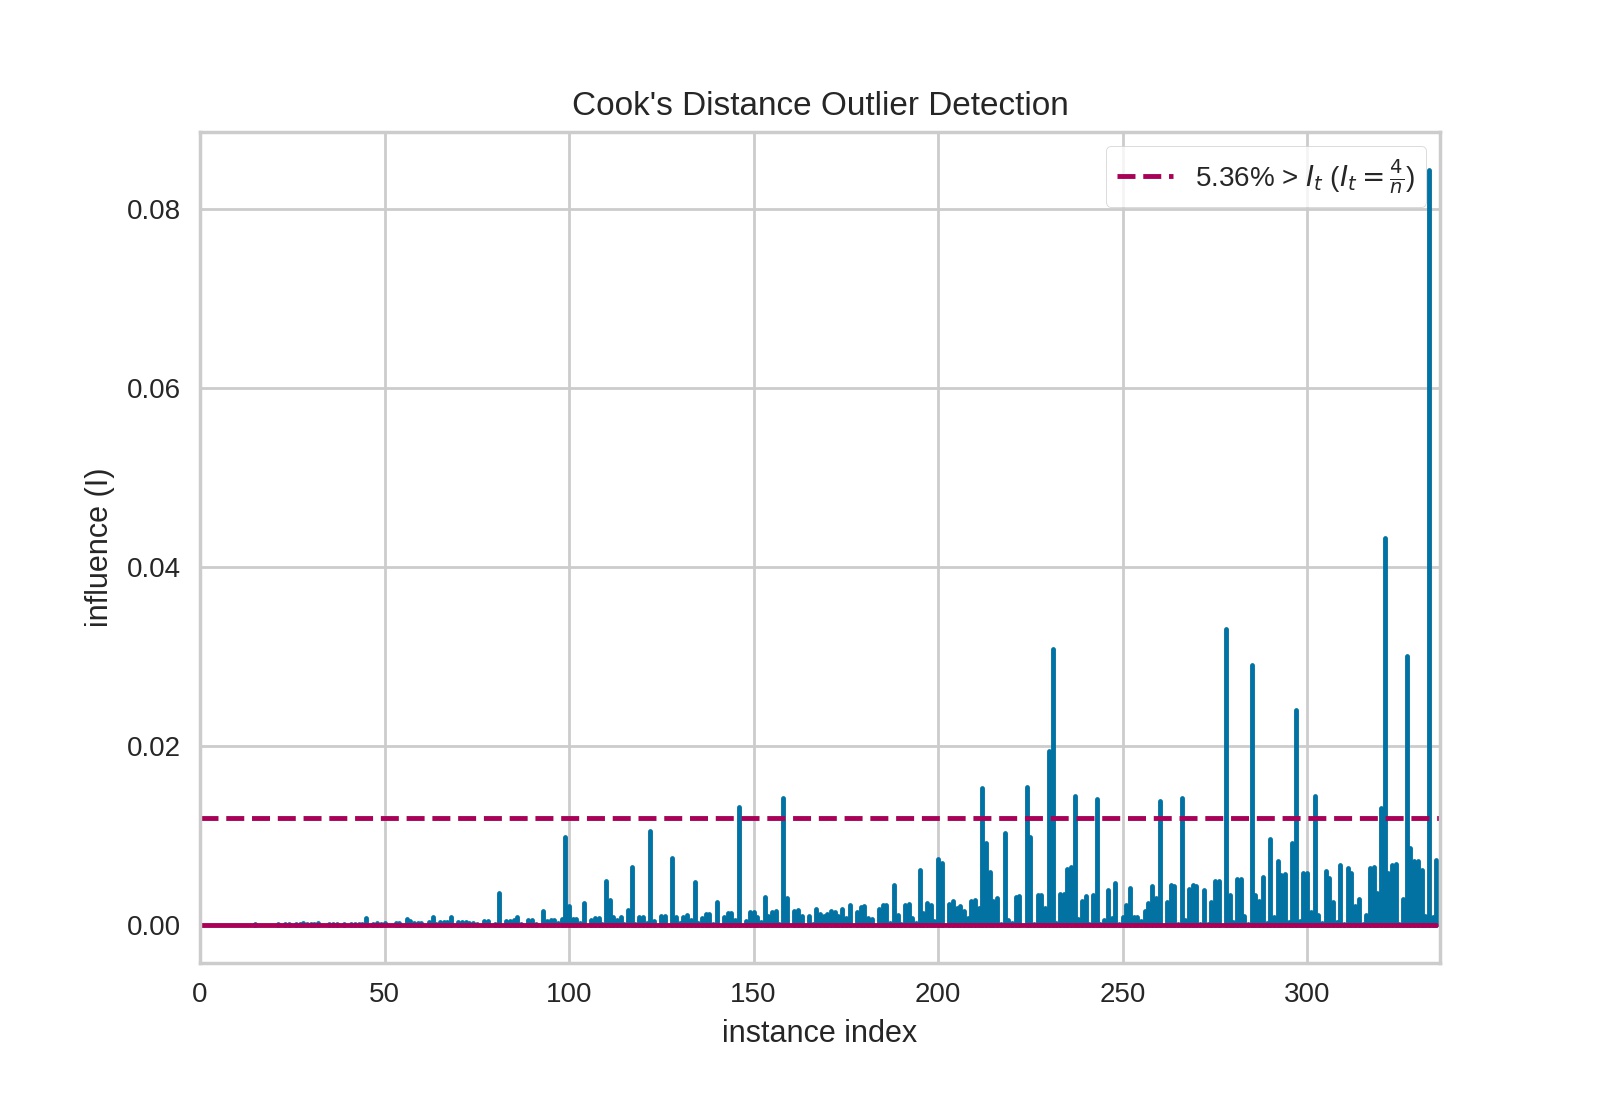 Cook's Distance Outlier Detection
5.36% > I_t (I_t = 4/n)
0.08
0.06
0.04
0.02
0.00
influence (I)
0 50 100 150 200 250 300
instance index